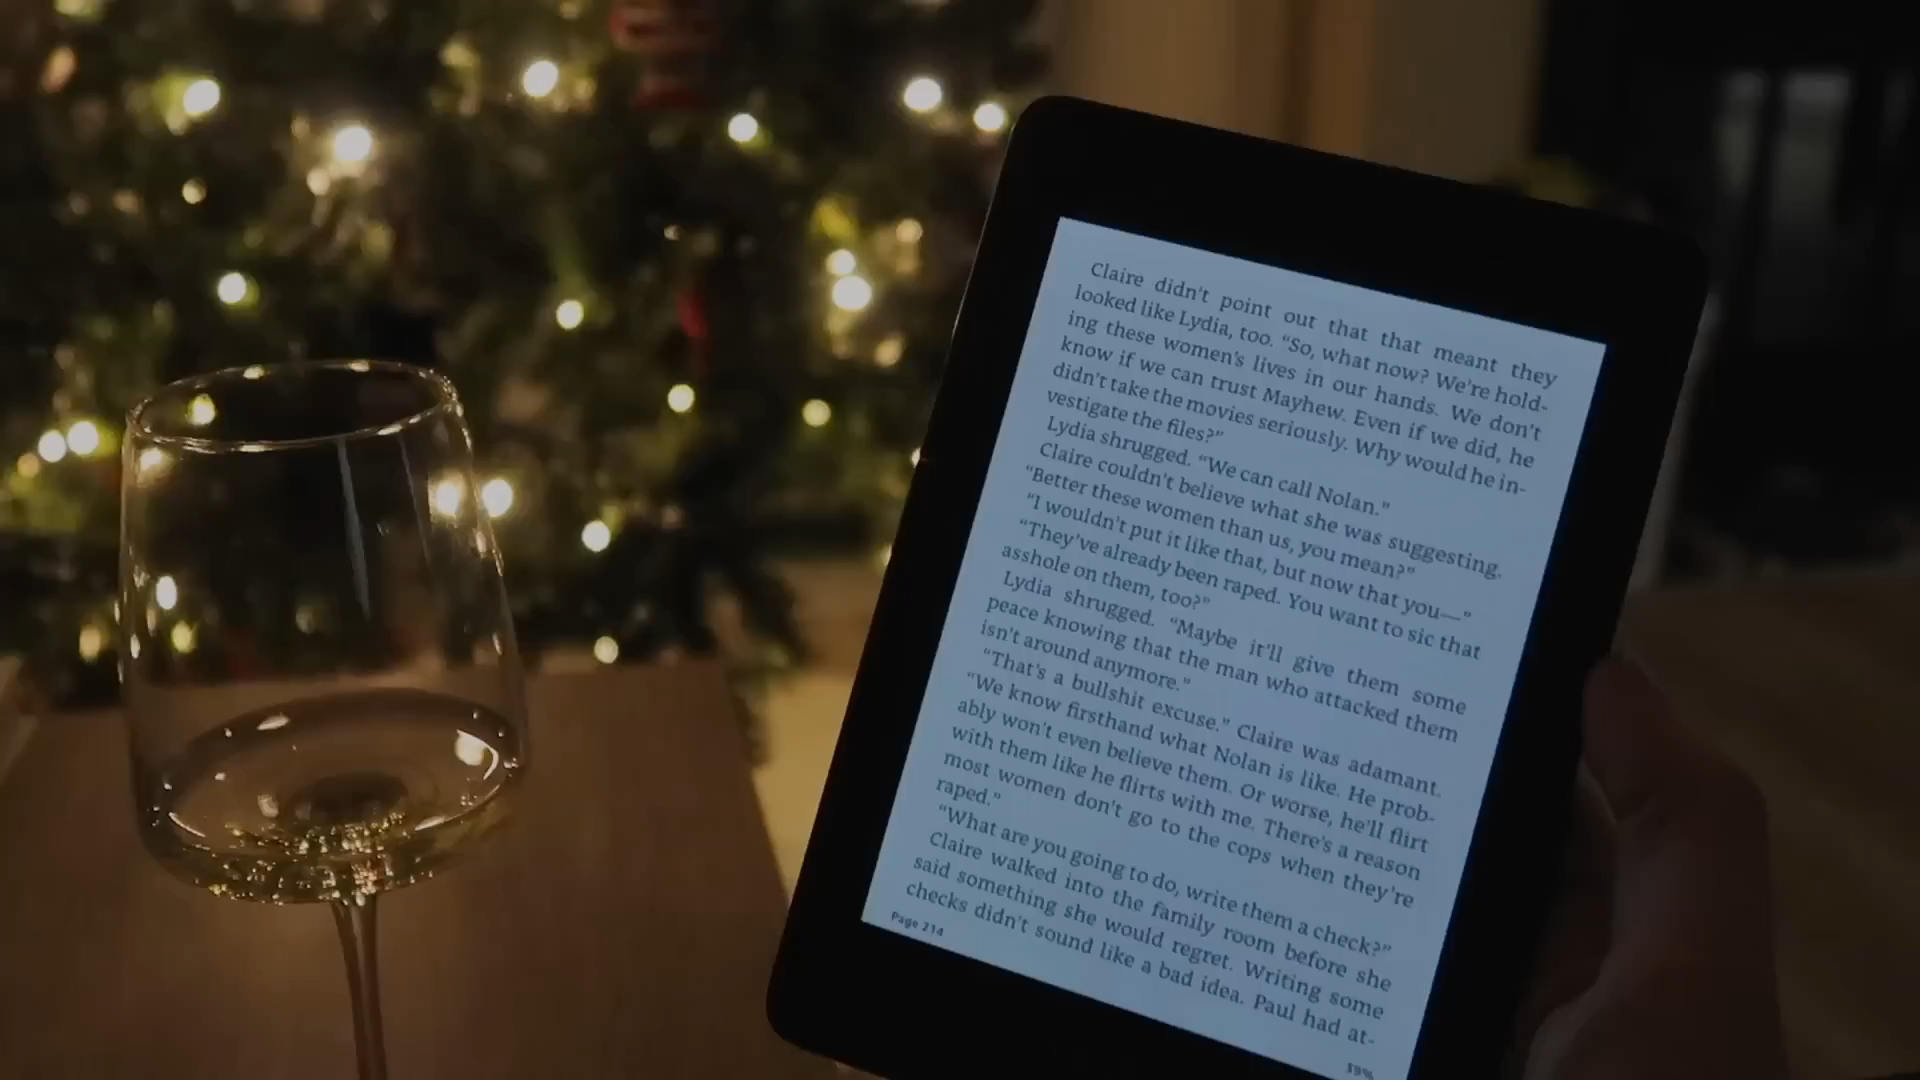 Claire didn't point out that that meant they
looked like Lydia, too. “So, what now? We're hold-
ing these women's lives in our hands. We don't
know if we can trust Mayhew. Even if we did, he
didn't take the movies seriously. Why would he in-
vestigate the files?”
Lydia shrugged. “We can call Nolan.”
Claire couldn't believe what she was suggesting.
“Better these women than us, you mean?”
“I wouldn't put it like that, but now that you—”
“They've already been raped. You want to sic that
asshole on them, too?”
Lydia shrugged. “Maybe it'll give them some
peace knowing that the man who attacked them
isn't around anymore.”
“That's a bullshit excuse.” Claire was adamant.
“We know firsthand what Nolan is like. He prob-
ably won't even believe them. Or worse, he'll flirt
with them like he flirts with me. There's a reason
most women don't go to the cops when they're
raped.”
“What are you going to do, write them a check?”
Claire walked into the family room before she
said something she would regret. Writing some
checks didn't sound like a bad idea. Paul had at-
Page 214